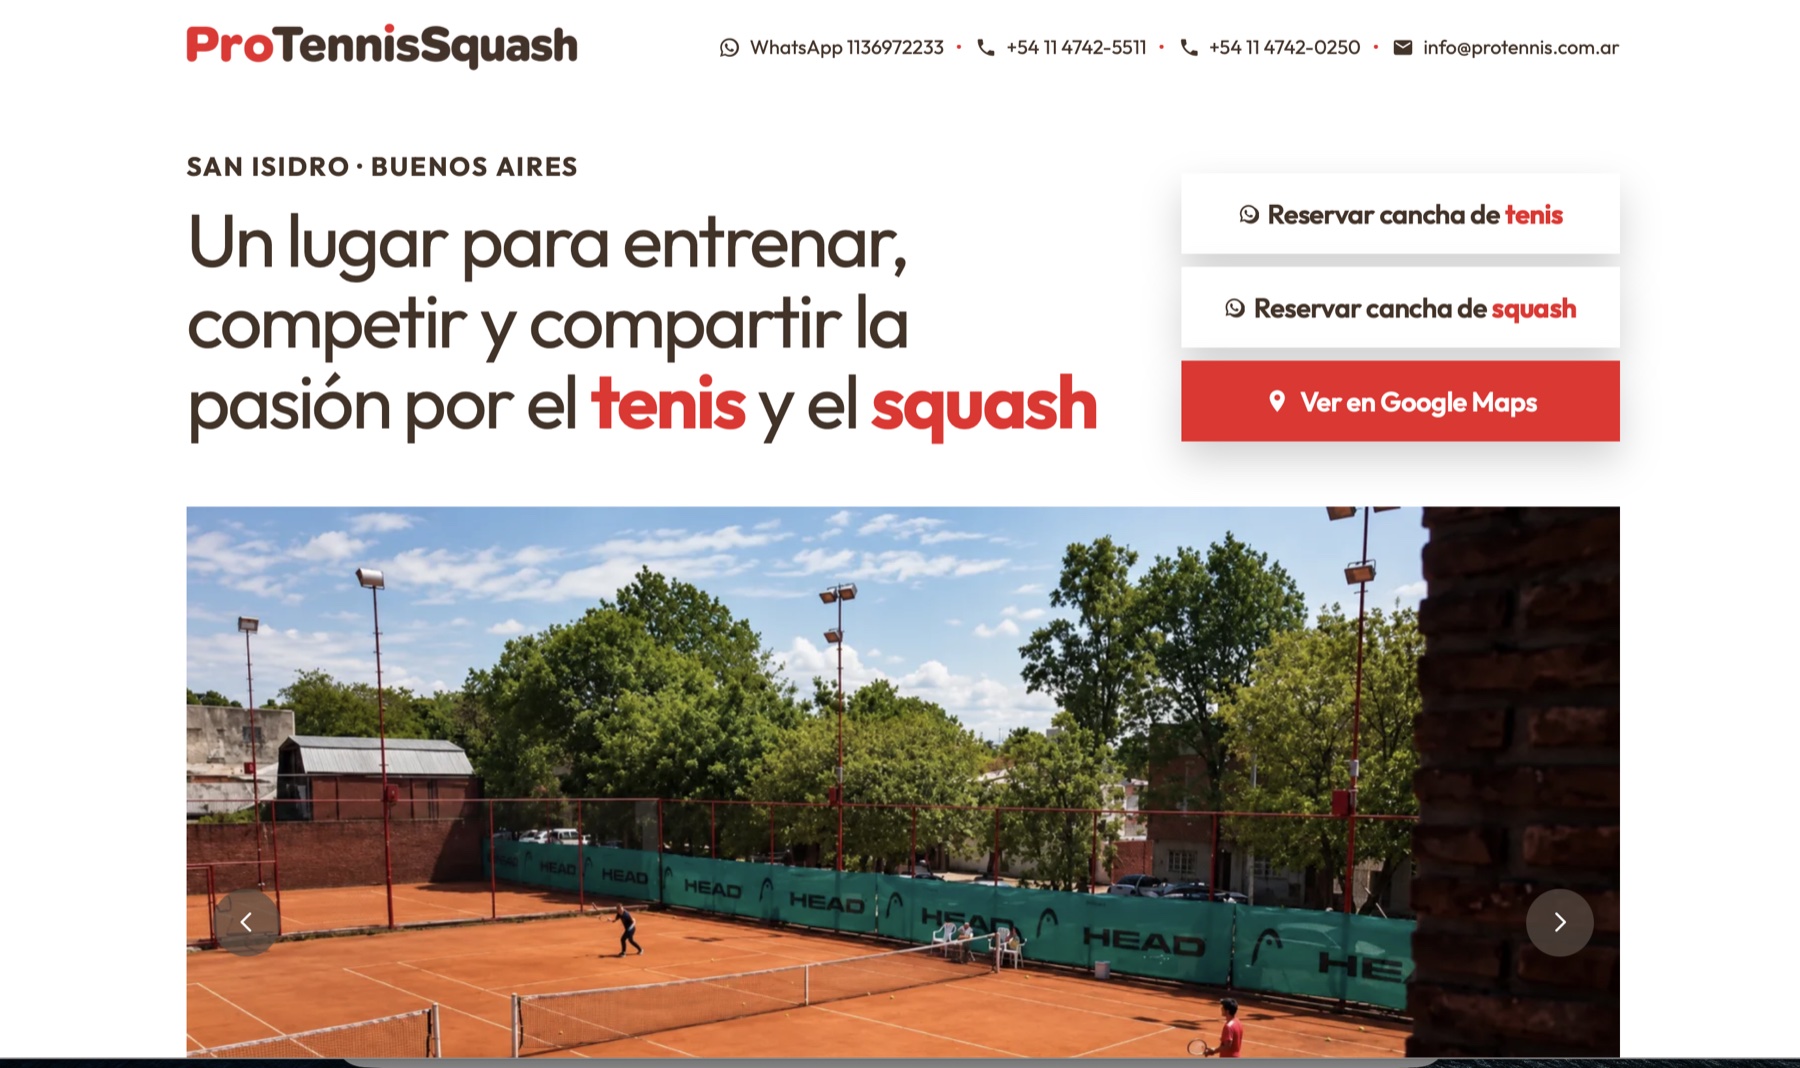 ProTennisSquash
WhatsApp 1136972233 • +54 11 4742-5511 • +54 11 4742-0250 • info@protennis.com.ar
SAN ISIDRO · BUENOS AIRES
Un lugar para entrenar,
competir y compartir la
pasión por el tenis y el squash
Reservar cancha de tenis
Reservar cancha de squash
Ver en Google Maps
HEAD HEAD HEAD HEAD HEAD HEAD HE